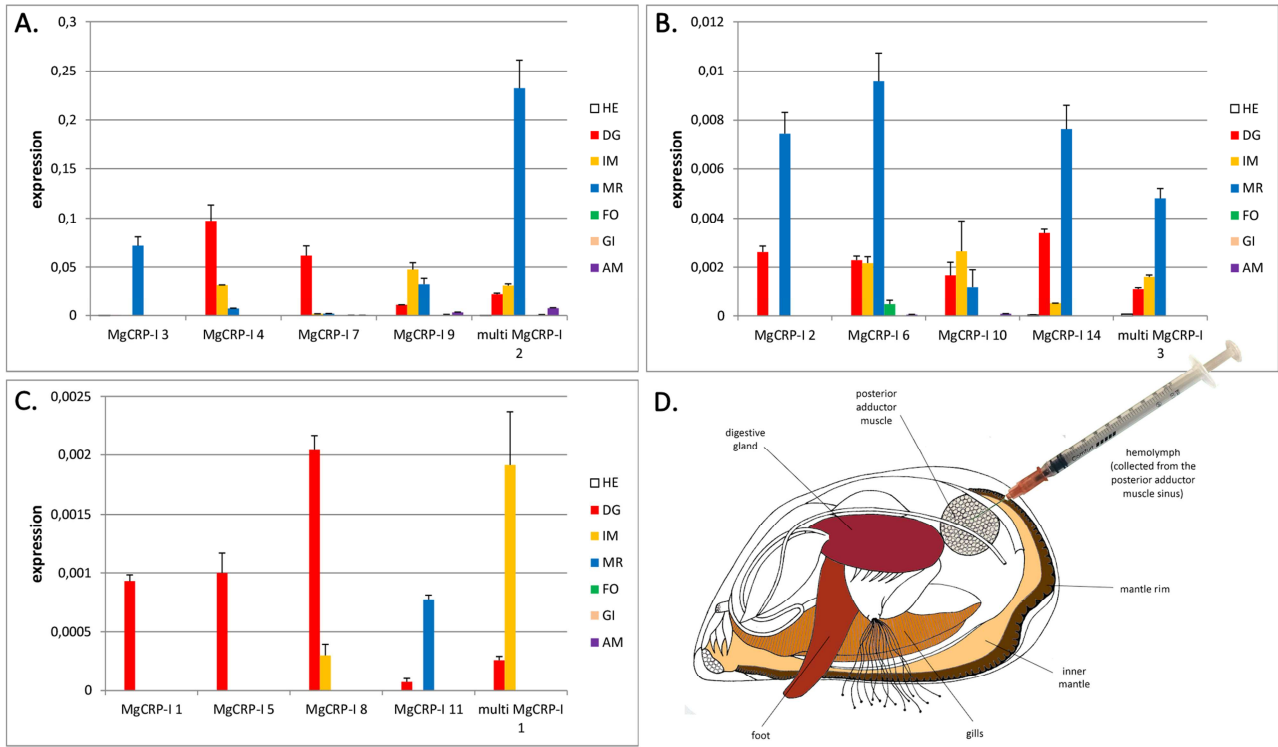 A.
0,3
0,25
0,2
0,15
0,1
0,05
0
expression
MgCRP-I 3
MgCRP-I 4
MgCRP-I 7
MgCRP-I 9
multi MgCRP-I
2
HE
DG
IM
MR
FO
GI
AM
B.
0,012
0,01
0,008
0,006
0,004
0,002
0
expression
MgCRP-I 2
MgCRP-I 6
MgCRP-I 10
MgCRP-I 14
multi MgCRP-I
3
HE
DG
IM
MR
FO
GI
AM
C.
0,0025
0,002
0,0015
0,001
0,0005
0
expression
MgCRP-I 1
MgCRP-I 5
MgCRP-I 8
MgCRP-I 11
multi MgCRP-I
1
HE
DG
IM
MR
FO
GI
AM
D.
posterior
adductor
muscle
digestive
gland
hemolymph
(collected from the
posterior adductor
muscle sinus)
mantle rim
inner
mantle
gills
foot